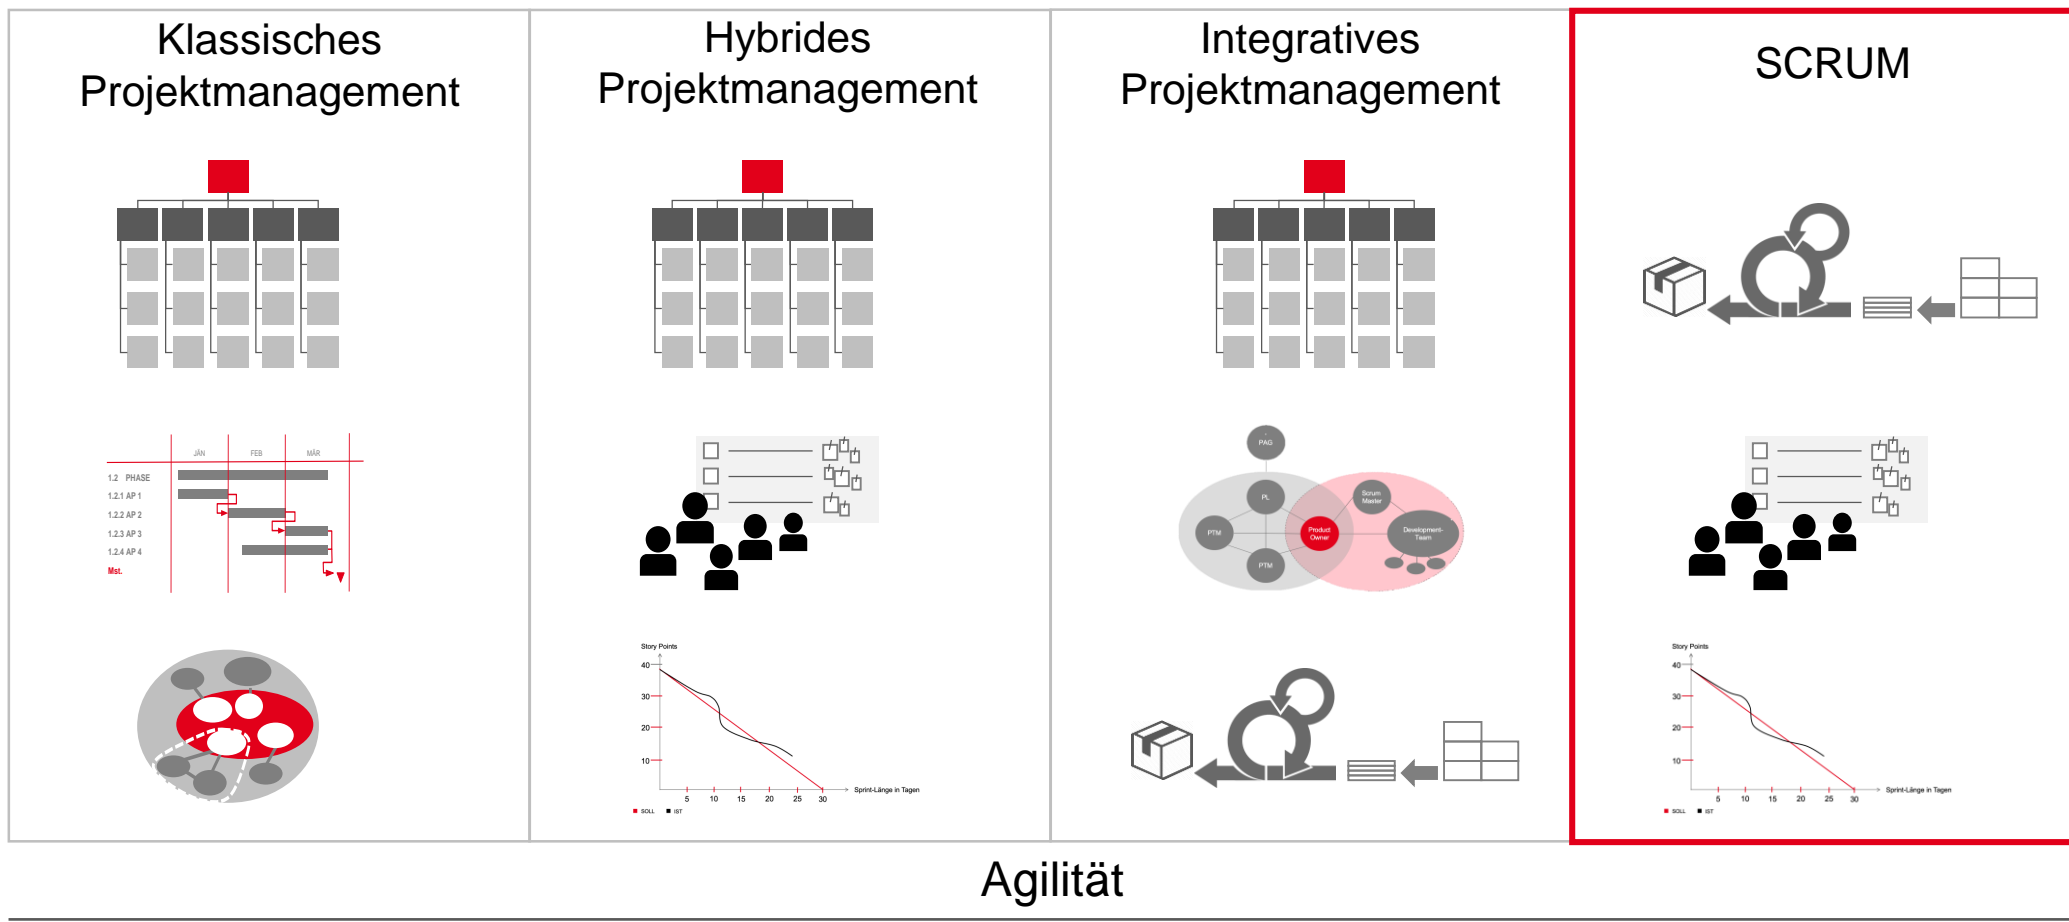 Klassisches
Projektmanagement
Hybrides
Projektmanagement
Integratives
Projektmanagement
SCRUM
JÄN FEB MÄR
1.2 PHASE
1.2.1 AP 1
1.2.2 AP 2
1.2.3 AP 3
1.2.4 AP 4
Mst.
Story Points
40
30
20
10
5 10 15 20 25 30
Sprint-Länge in Tagen
SOLL IST
PAG
PL
Scrum
Master
PTM
Product
Owner
Development-
Team
PTM
Story Points
40
30
20
10
5 10 15 20 25 30
Sprint-Länge in Tagen
SOLL IST
Agilität